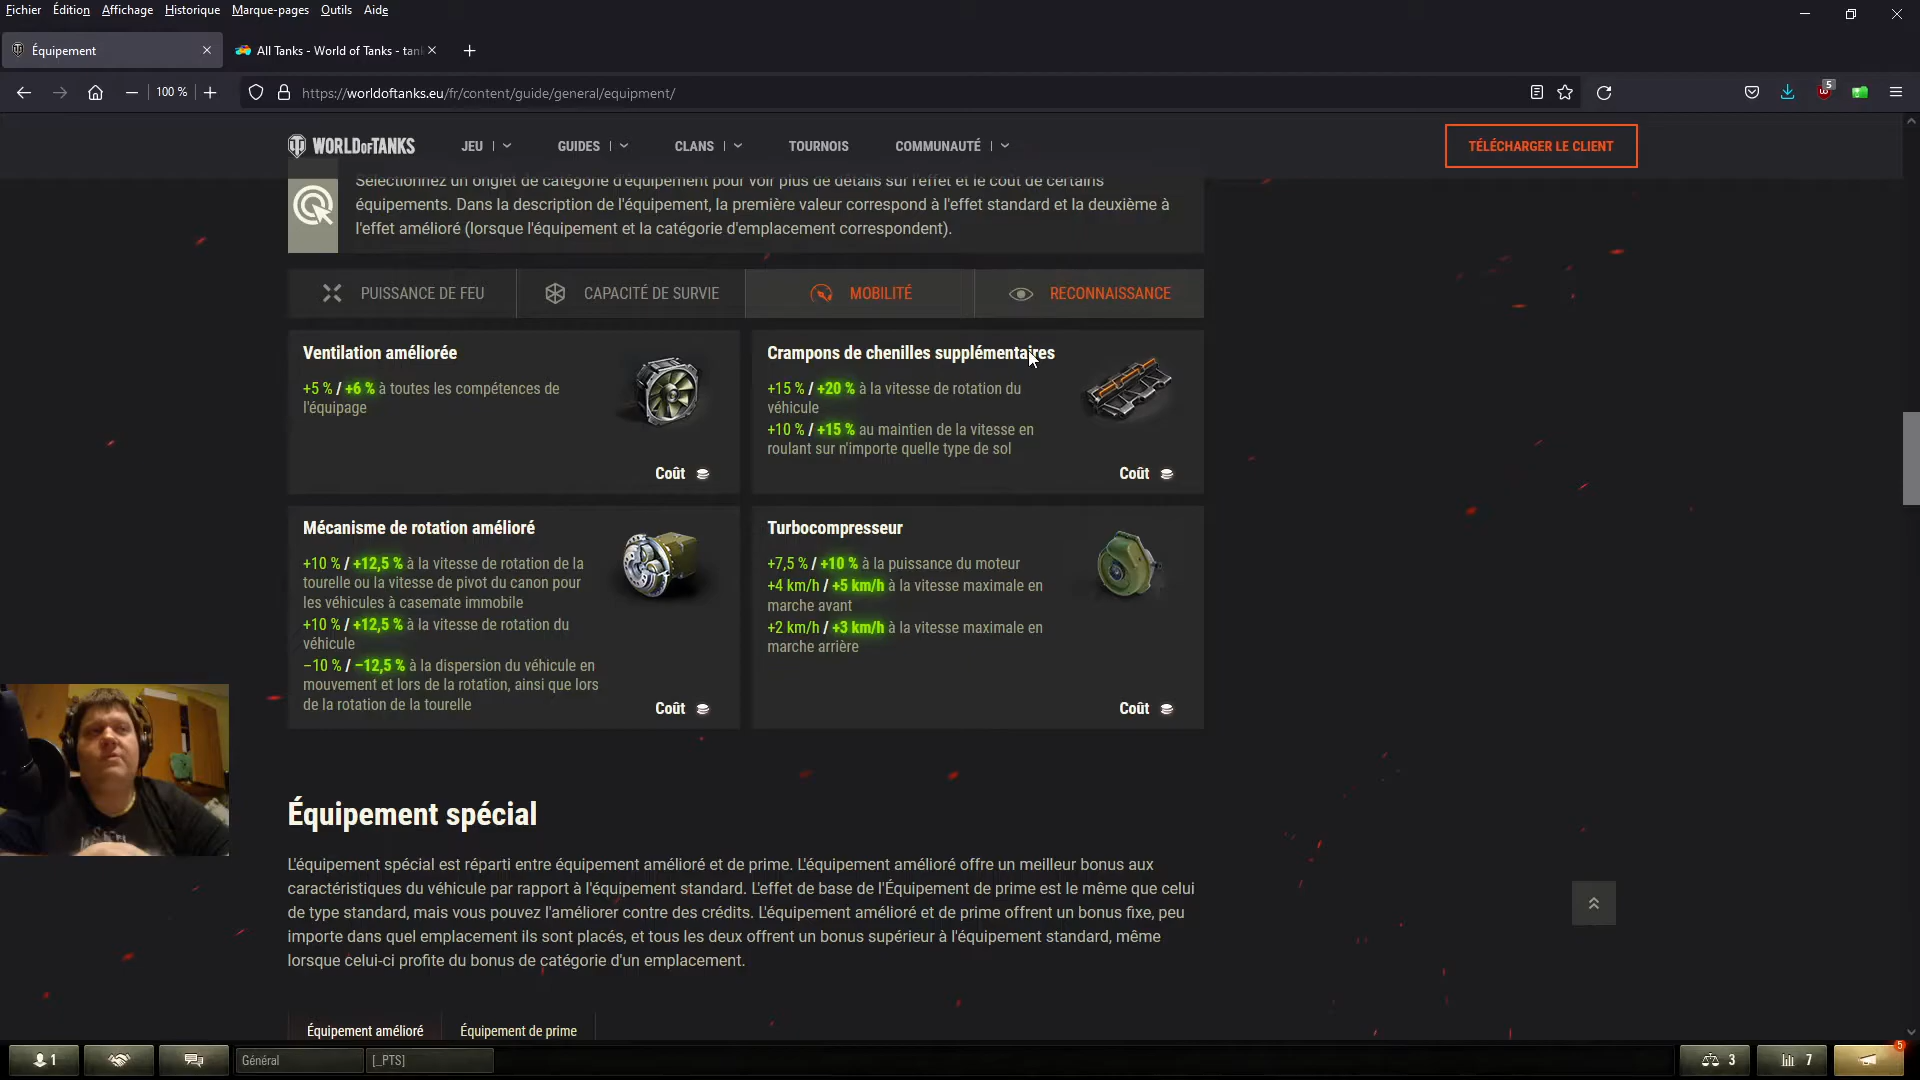 Fichier Édition Affichage Historique Marque-pages Outils Aide
Équipement
All Tanks - World of Tanks - tan
100 %
https://worldoftanks.eu/fr/content/guide/general/equipment/
5
WORLD OF TANKS
JEU
GUIDES
CLANS
TOURNOIS
COMMUNAUTÉ
TÉLÉCHARGER LE CLIENT
Sélectionnez un onglet de catégorie d'équipement pour voir plus de détails sur l'effet et le coût de certains
équipements. Dans la description de l'équipement, la première valeur correspond à l'effet standard et la deuxième à
l'effet amélioré (lorsque l'équipement et la catégorie d'emplacement correspondent).
PUISSANCE DE FEU
CAPACITÉ DE SURVIE
MOBILITÉ
RECONNAISSANCE
Ventilation améliorée
+5 % / +6 % à toutes les compétences de
l'équipage
Coût
Crampons de chenilles supplémentaires
+15 % / +20 % à la vitesse de rotation du
véhicule
+10 % / +15 % au maintien de la vitesse en
roulant sur n'importe quelle type de sol
Coût
Mécanisme de rotation amélioré
+10 % / +12,5 % à la vitesse de rotation de la
tourelle ou la vitesse de pivot du canon pour
les véhicules à casemate immobile
+10 % / +12,5 % à la vitesse de rotation du
véhicule
–10 % / –12,5 % à la dispersion du véhicule en
mouvement et lors de la rotation, ainsi que lors
de la rotation de la tourelle
Coût
Turbocompresseur
+7,5 % / +10 % à la puissance du moteur
+4 km/h / +5 km/h à la vitesse maximale en
marche avant
+2 km/h / +3 km/h à la vitesse maximale en
marche arrière
Coût
Équipement spécial
L'équipement spécial est réparti entre équipement amélioré et de prime. L'équipement amélioré offre un meilleur bonus aux
caractéristiques du véhicule par rapport à l'équipement standard. L'effet de base de l'Équipement de prime est le même que celui
de type standard, mais vous pouvez l'améliorer contre des crédits. L'équipement amélioré et de prime offrent un bonus fixe, peu
importe dans quel emplacement ils sont placés, et tous les deux offrent un bonus supérieur à l'équipement standard, même
lorsque celui-ci profite du bonus de catégorie d'un emplacement.
Équipement amélioré
Équipement de prime
1
Général
[_PTS]
3
7
5